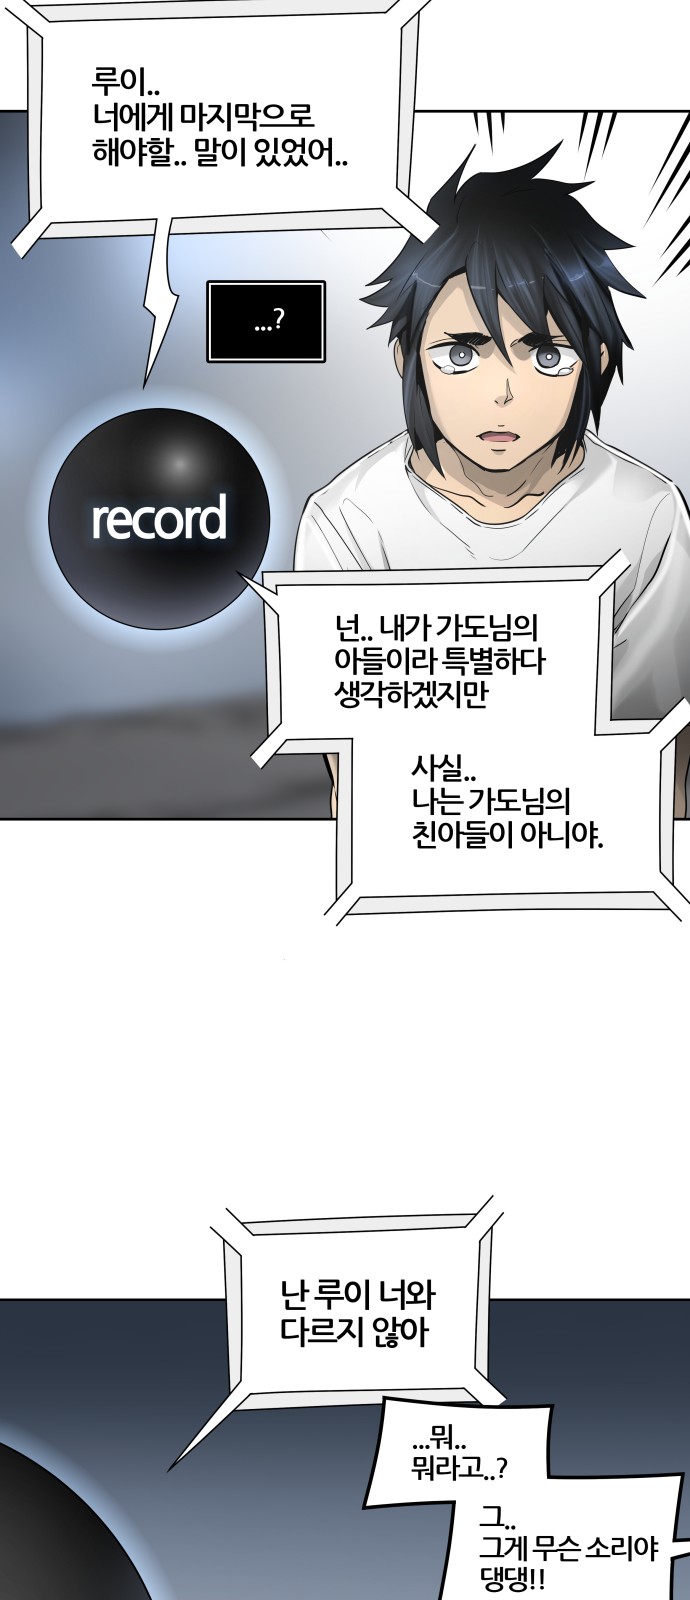 루이..
너에게 마지막으로
해야할.. 말이 있었어..
...?
record
넌.. 내가 가도님의
아들이라 특별하다
생각하겠지만
사실..
나는 가도님의
친아들이 아니야.
난 루이 너와
다르지 않아
...뭐..
뭐라고..?
그..
그게 무슨 소리야
댕댕!!